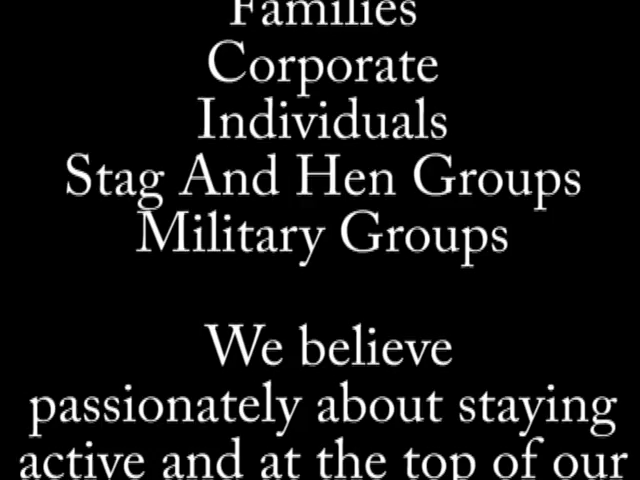 Families
Corporate
Individuals
Stag And Hen Groups
Military Groups
We believe
passionately about staying
active and at the top of our